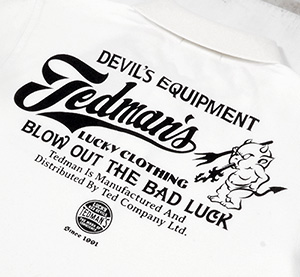 DEVIL'S EQUIPMENT
Tedman's
LUCKY CLOTHING
BLOW OUT THE BAD LUCK
Tedman Is Manufactured And
Distributed By Ted Company Ltd.
TEDMAN'S
Since 1991